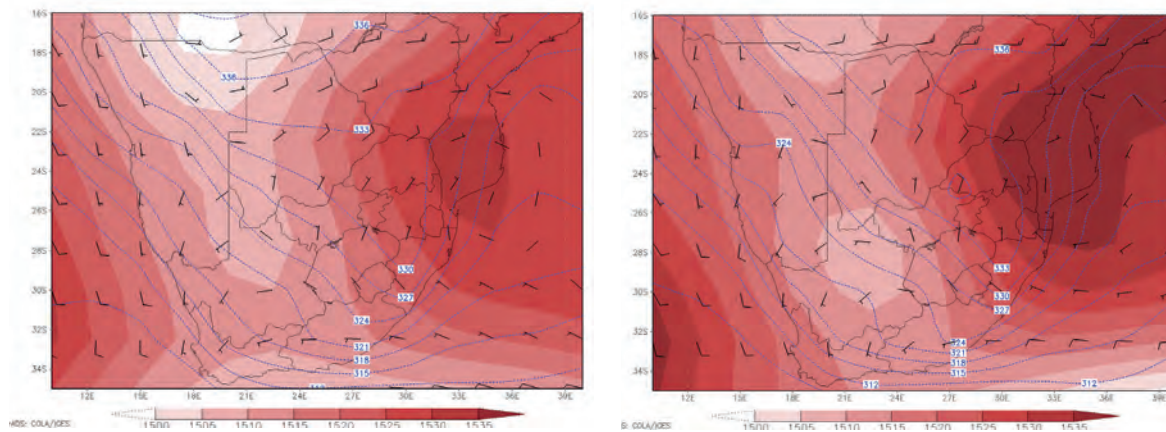 16S
18S
20S
22S
24S
26S
28S
30S
32S
34S
12E 15E 18E 21E 24E 27E 30E 33E 36E 39E
336
336
333
330
327
324
321
318
315
1500 1505 1510 1515 1520 1525 1530 1535
COLA/IGES
16S
18S
20S
22S
24S
26S
28S
30S
32S
34S
12E 15E 18E 21E 24E 27E 30E 33E 36E 39E
336
324
333
330
327
324
321
318
315
312
312
1500 1505 1510 1515 1520 1525 1530 1535
S: COLA/IGES